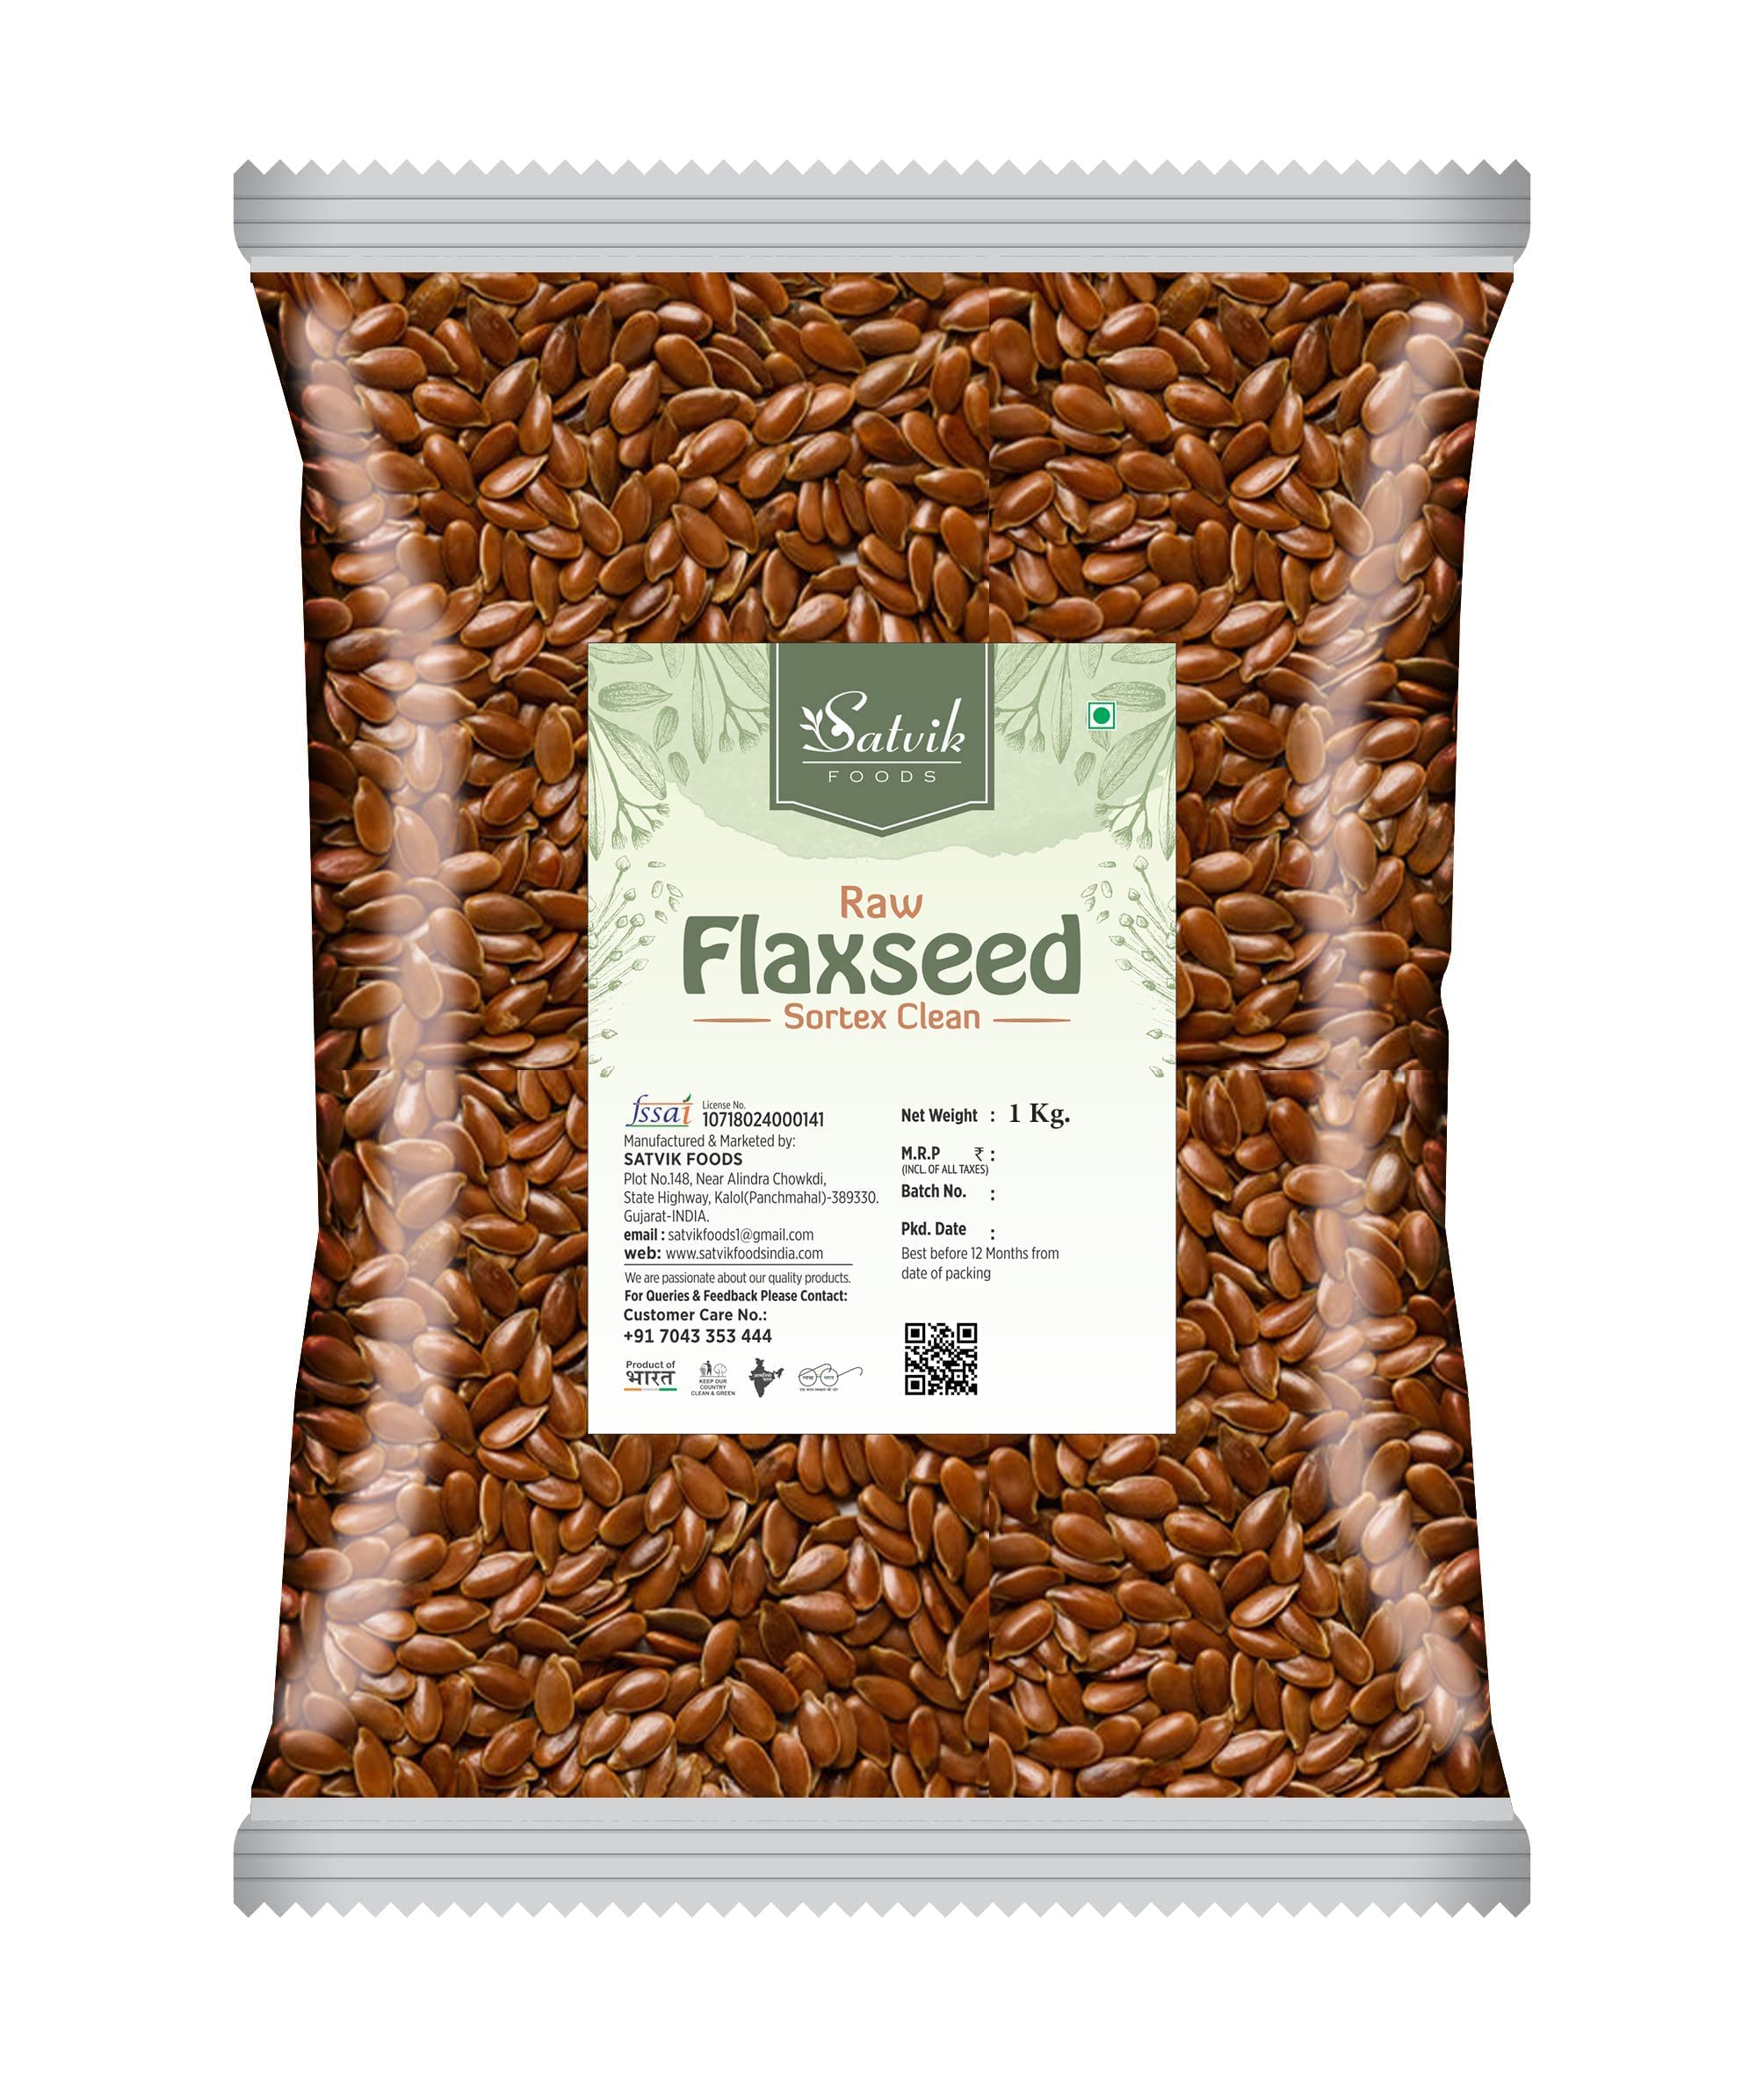 Satvik
FOODS
Raw
Flaxseed
Sortex Clean
fssai
License No.
10718024000141
Manufactured & Marketed by:
SATVIK FOODS
Plot No.148, Near Alindra Chowkdi,
State Highway, Kalol(Panchmahal)-389330.
Gujarat-INDIA.
email : satvikfoods1@gmail.com
web: www.satvikfoodsindia.com
We are passionate about our quality products.
For Queries & Feedback Please Contact:
Customer Care No.:
+91 7043 353 444
Product of
भारत
KEEP OUR
COUNTRY
CLEAN & GREEN
Net Weight : 1 Kg.
M.R.P ₹ :
(INCL. OF ALL TAXES)
Batch No. :
Pkd. Date :
Best before 12 Months from
date of packing